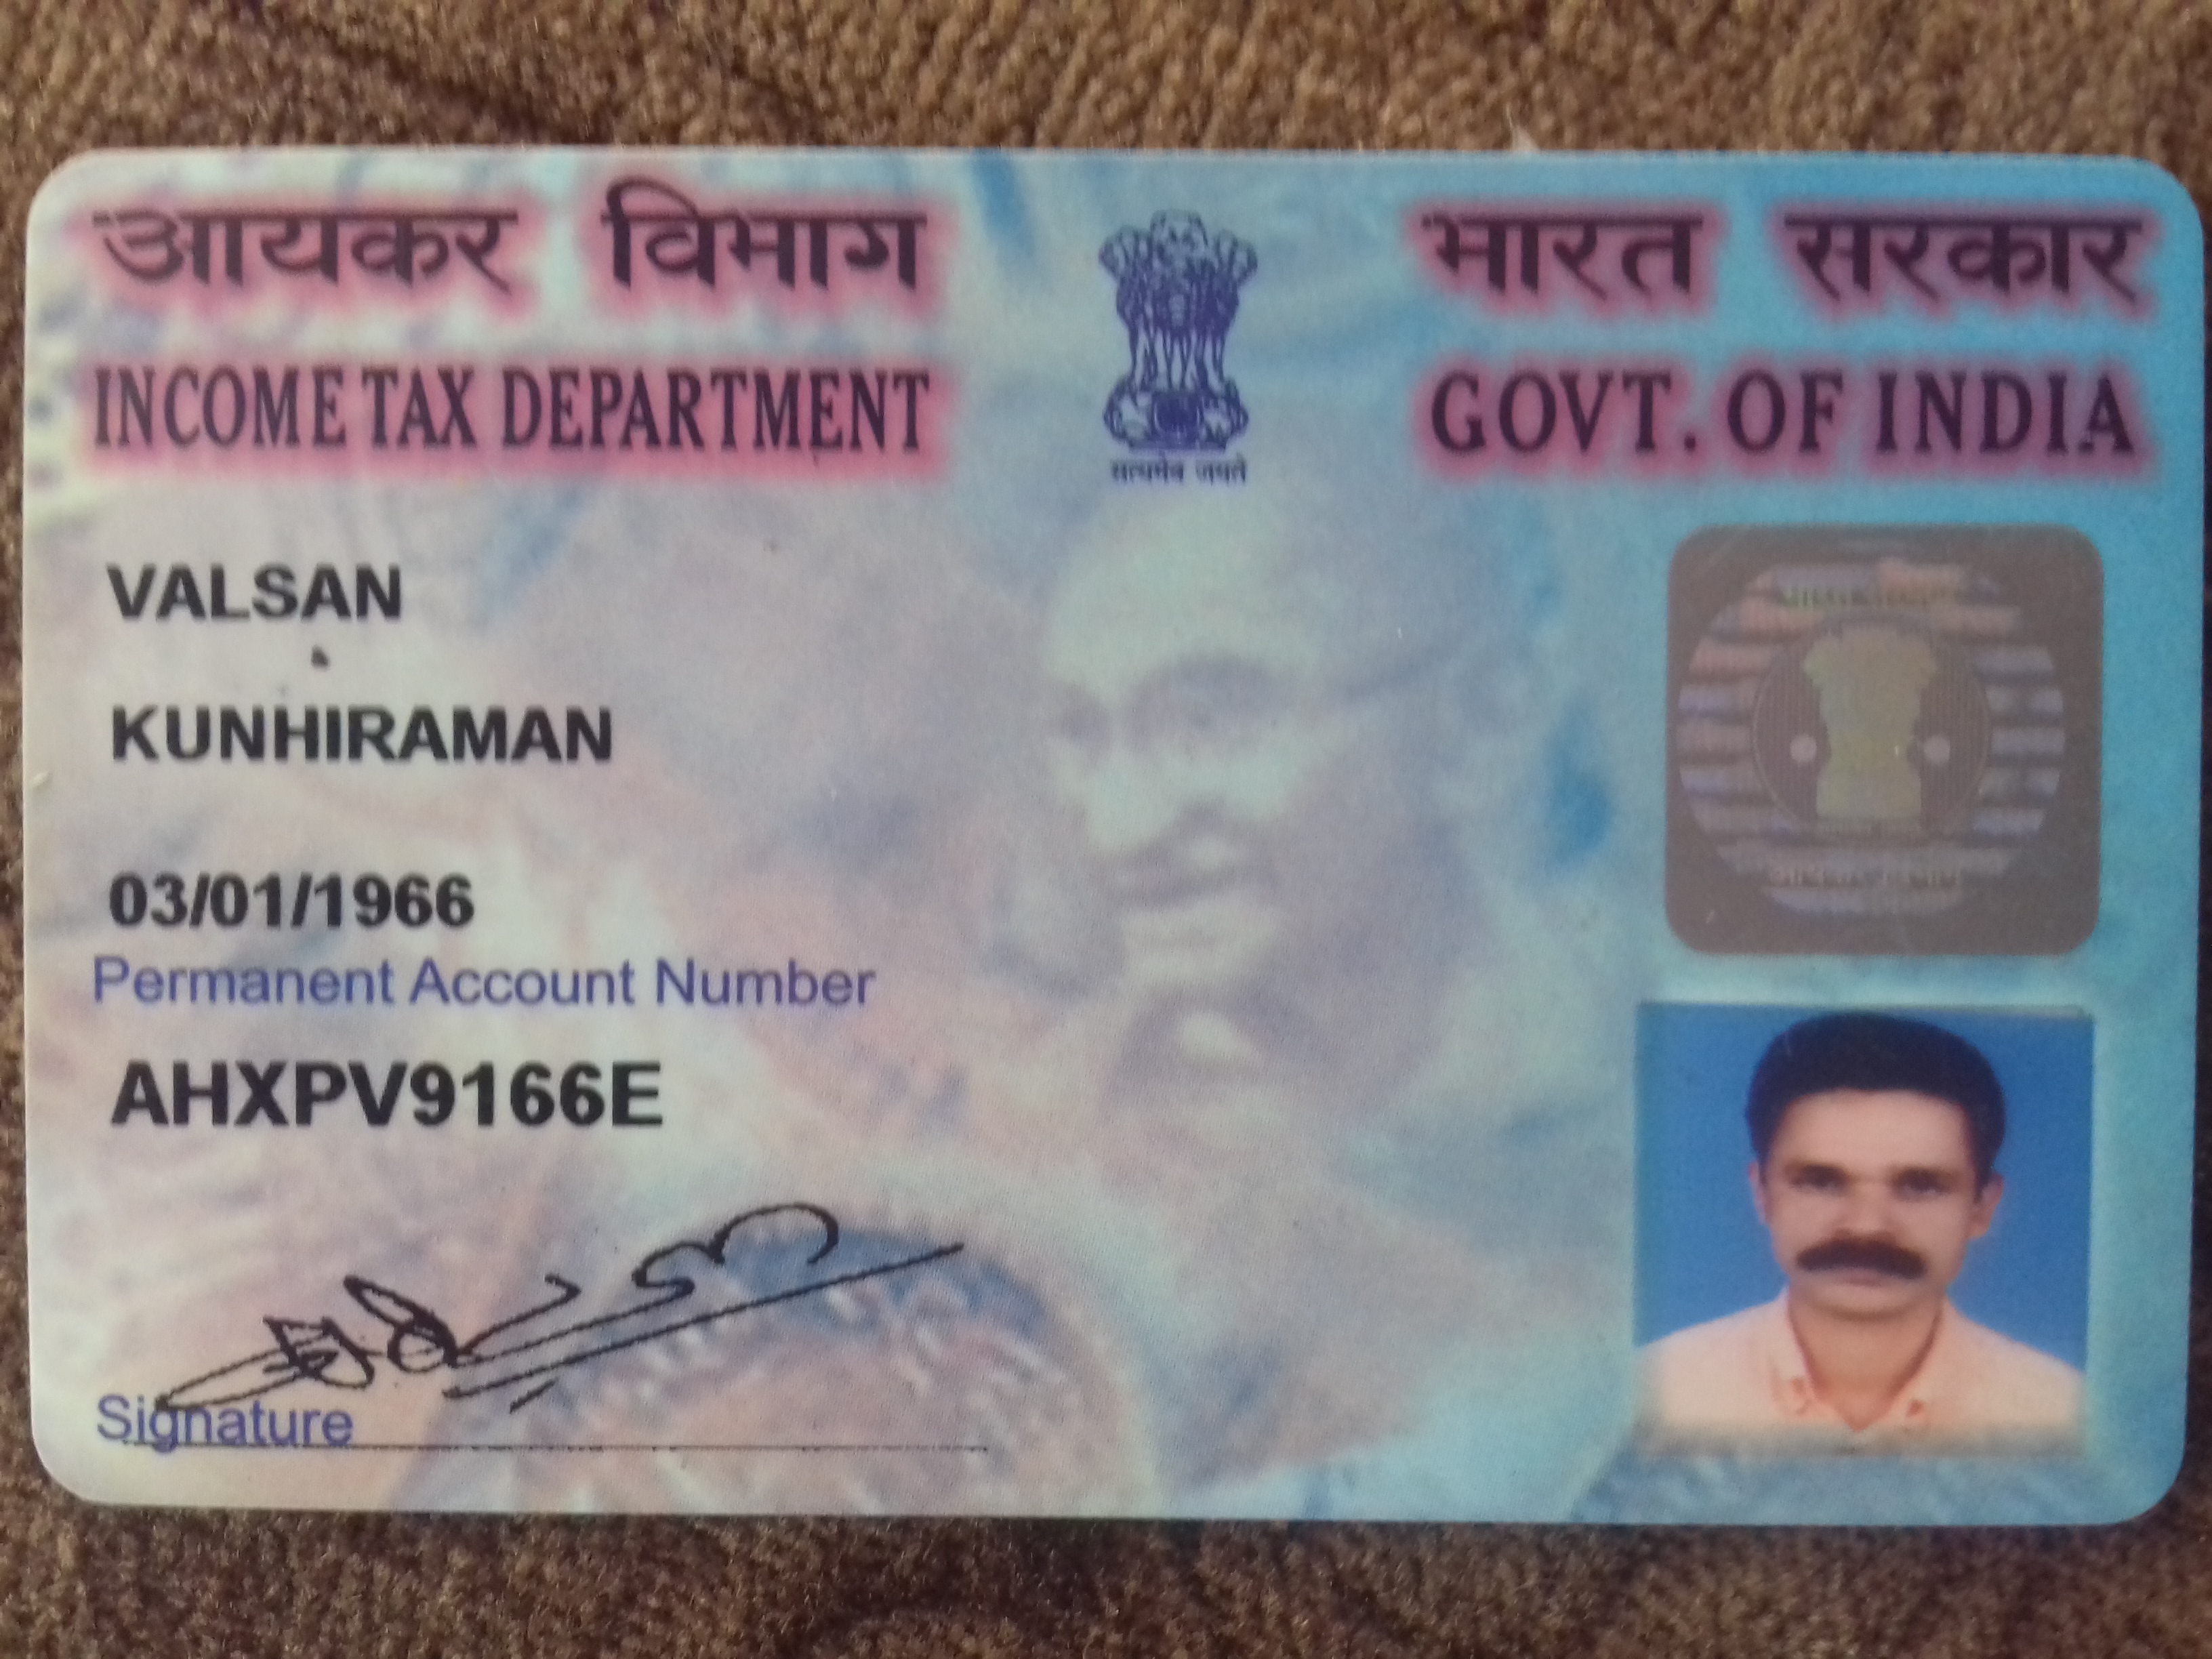 आयकर विभाग
INCOME TAX DEPARTMENT
सत्यमेव जयते
भारत सरकार
GOVT. OF INDIA
VALSAN
KUNHIRAMAN
03/01/1966
Permanent Account Number
AHXPV9166E
Signature